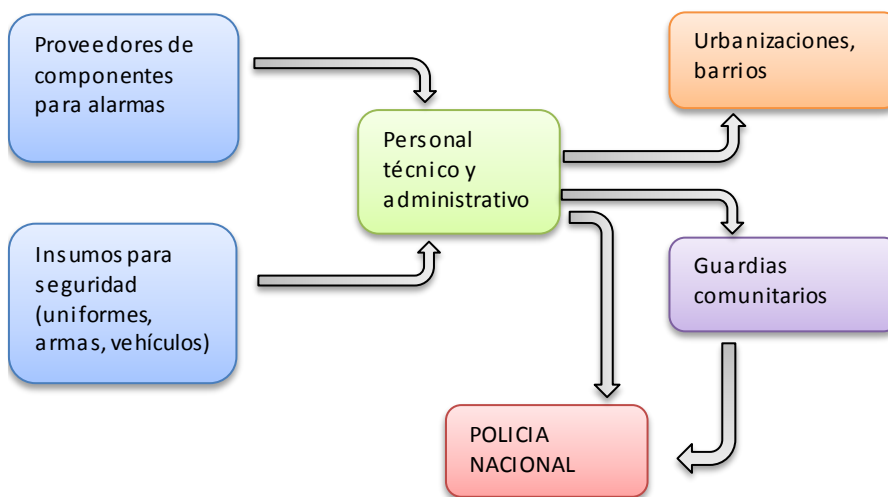 Proveedores de
componentes
para alarmas
Urbanizaciones,
barrios
Personal
técnico y
administrativo
Insumos para
seguridad
(uniformes,
armas, vehículos)
Guardias
comunitarios
POLICIA
NACIONAL